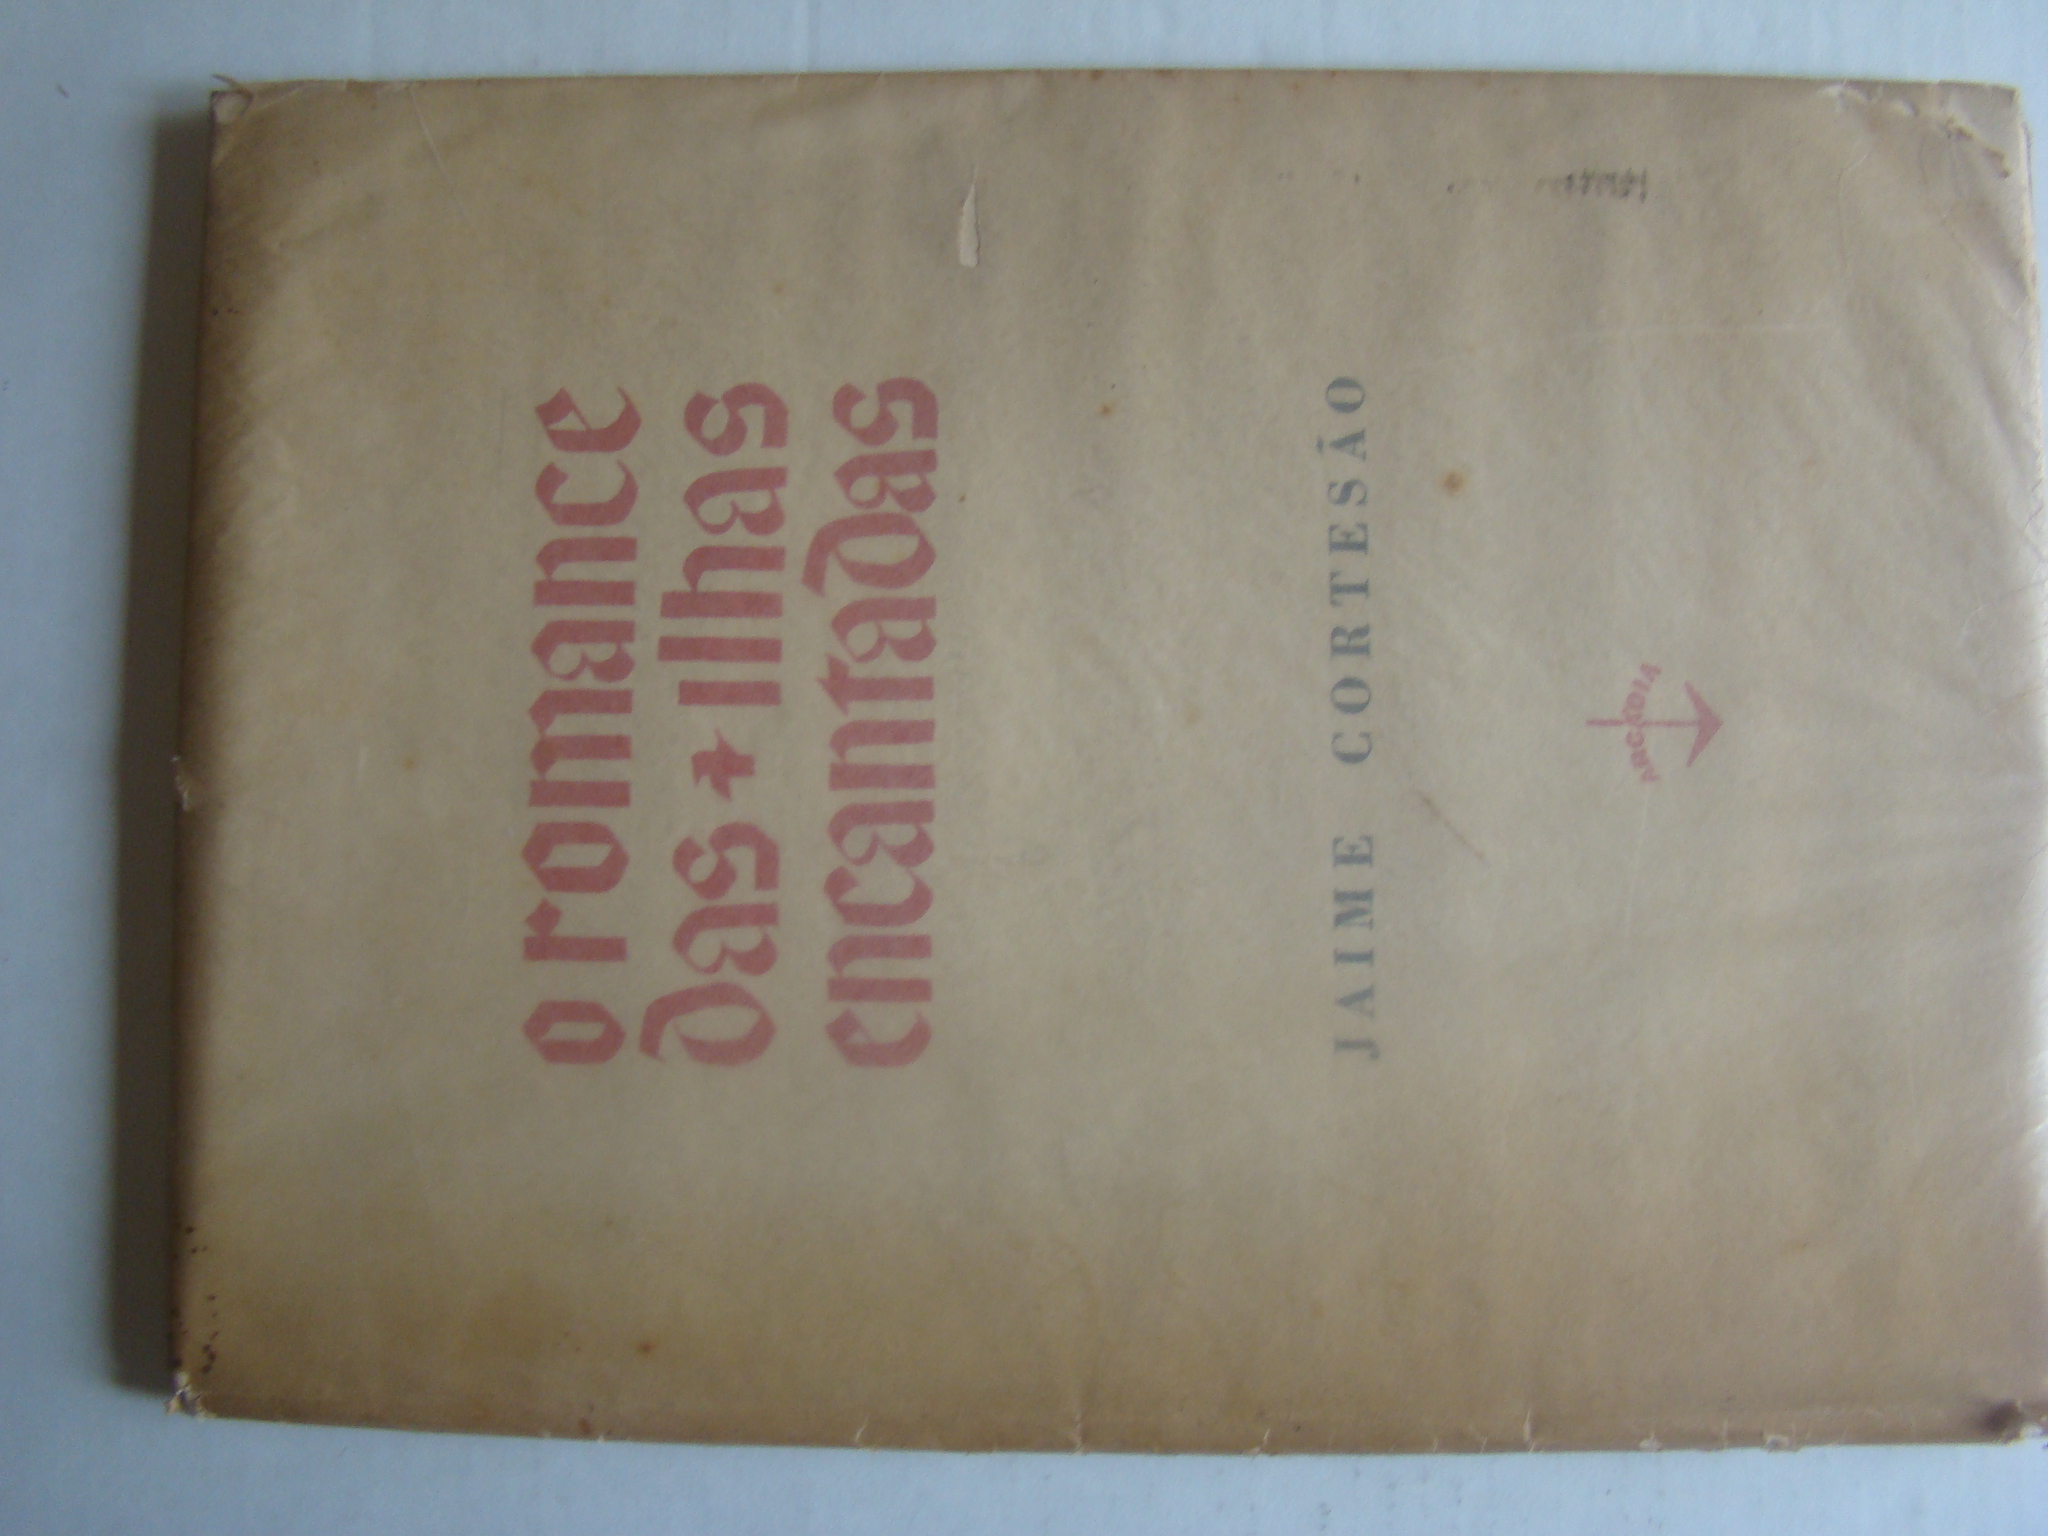 o romance
das + ilhas
encantadas
JAIME CORTESÃO
ARCÁDIA